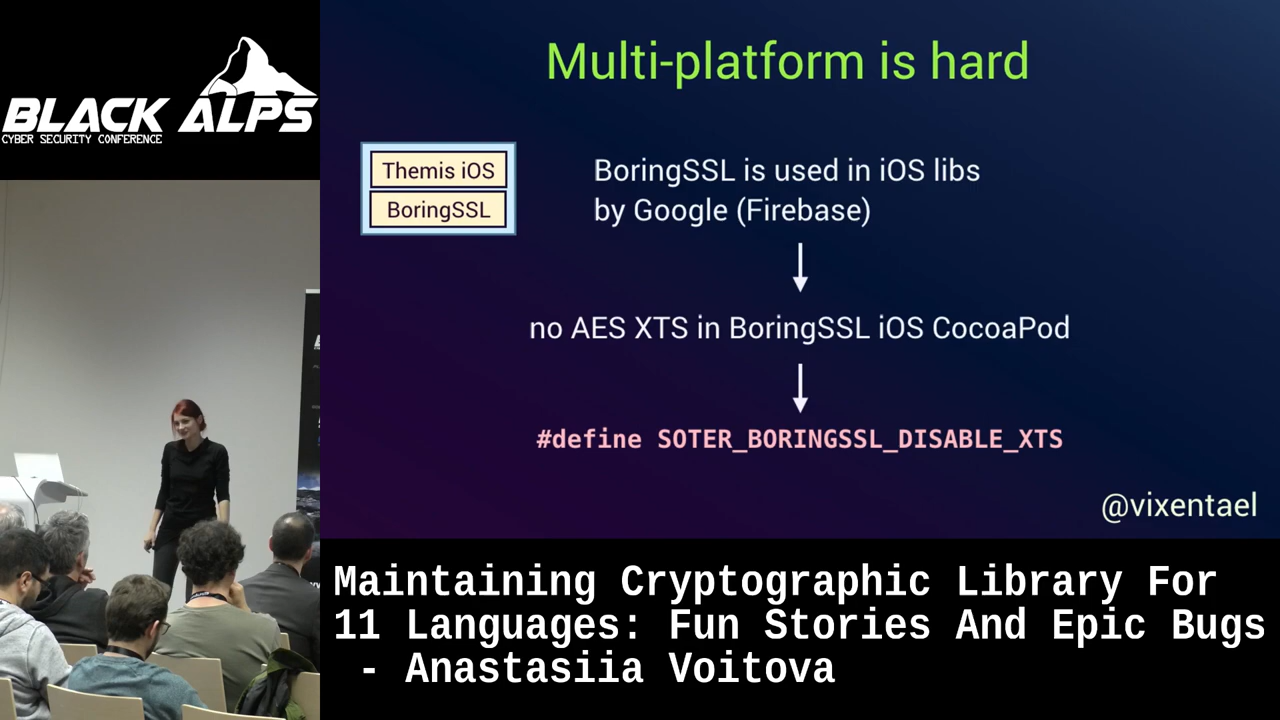 BLACK ALPS
CYBER SECURITY CONFERENCE
Multi-platform is hard
Themis iOS
BoringSSL
BoringSSL is used in iOS libs
by Google (Firebase)
no AES XTS in BoringSSL iOS CocoaPod
#define SOTER_BORINGSSL_DISABLE_XTS
@vixentael
Maintaining Cryptographic Library For
11 Languages: Fun Stories And Epic Bugs
- Anastasiia Voitova